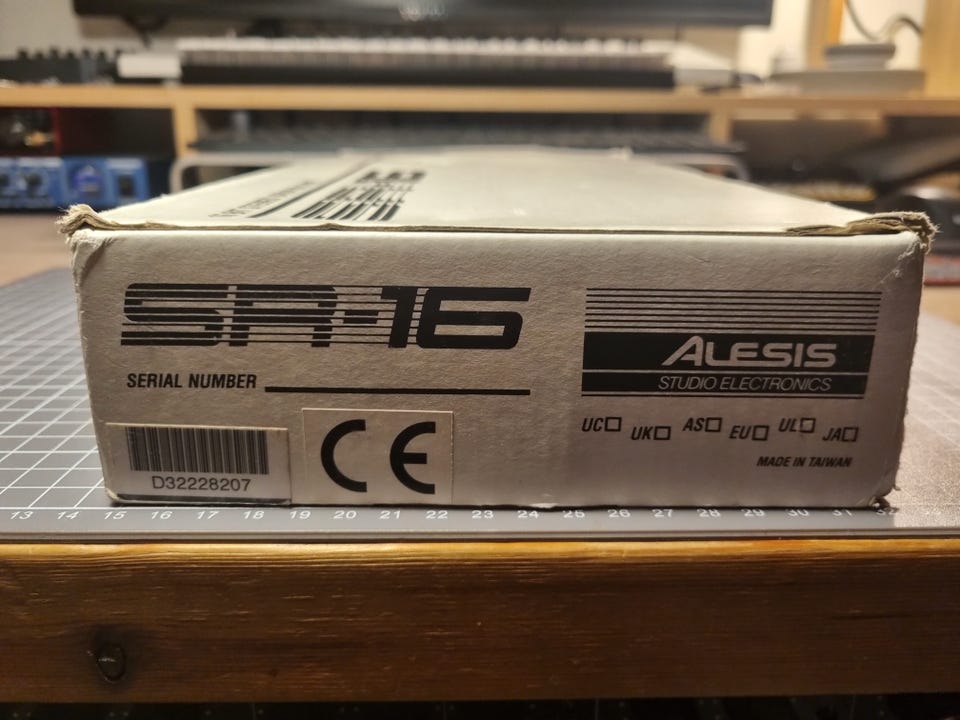 SR-16
SERIAL NUMBER
D32228207
CE
ALESIS
STUDIO ELECTRONICS
UC UK AS EU UL JA
MADE IN TAIWAN
13 14 15 16 17 18 19 20 21 22 23 24 25 26 27 28 29 30 31 32